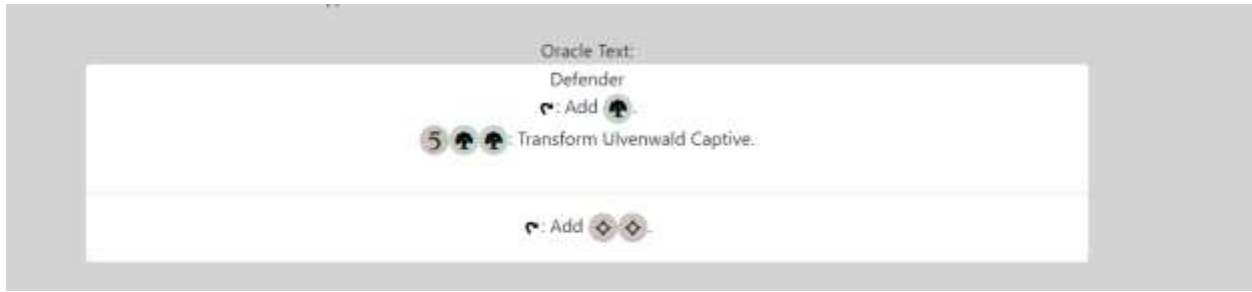 Oracle Text:
Defender
: Add .
5 : Transform Ulvenwald Captive.
: Add .